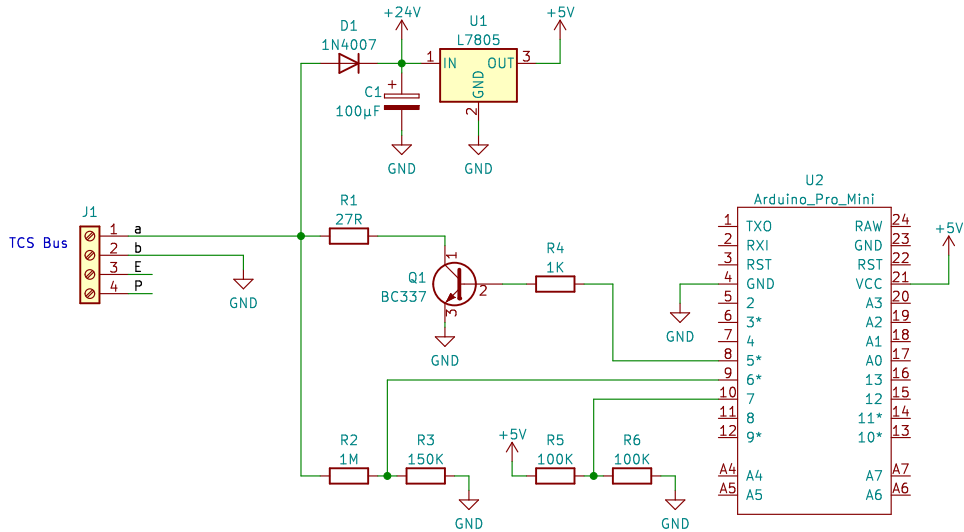 +24V
D1
1N4007
U1
L7805
+5V
1
IN
OUT
3
GND
2
+
C1
100µF
GND
GND
J1
TCS Bus
1
a
2
b
3
E
4
P
GND
R1
27R
Q1
BC337
1
2
3
GND
R4
1K
R2
1M
R3
150K
GND
+5V
R5
100K
R6
100K
GND
U2
Arduino_Pro_Mini
1 TXO RAW 24
2 RXI GND 23
3 RST RST 22
4 GND VCC 21
5 2 A3 20
6 3* A2 19
7 4 A1 18
8 5* A0 17
9 6* 13 16
10 7 12 15
11 8 11* 14
12 9* 10* 13
A4 A4 A7 A7
A5 A5 A6 A6
GND
+5V